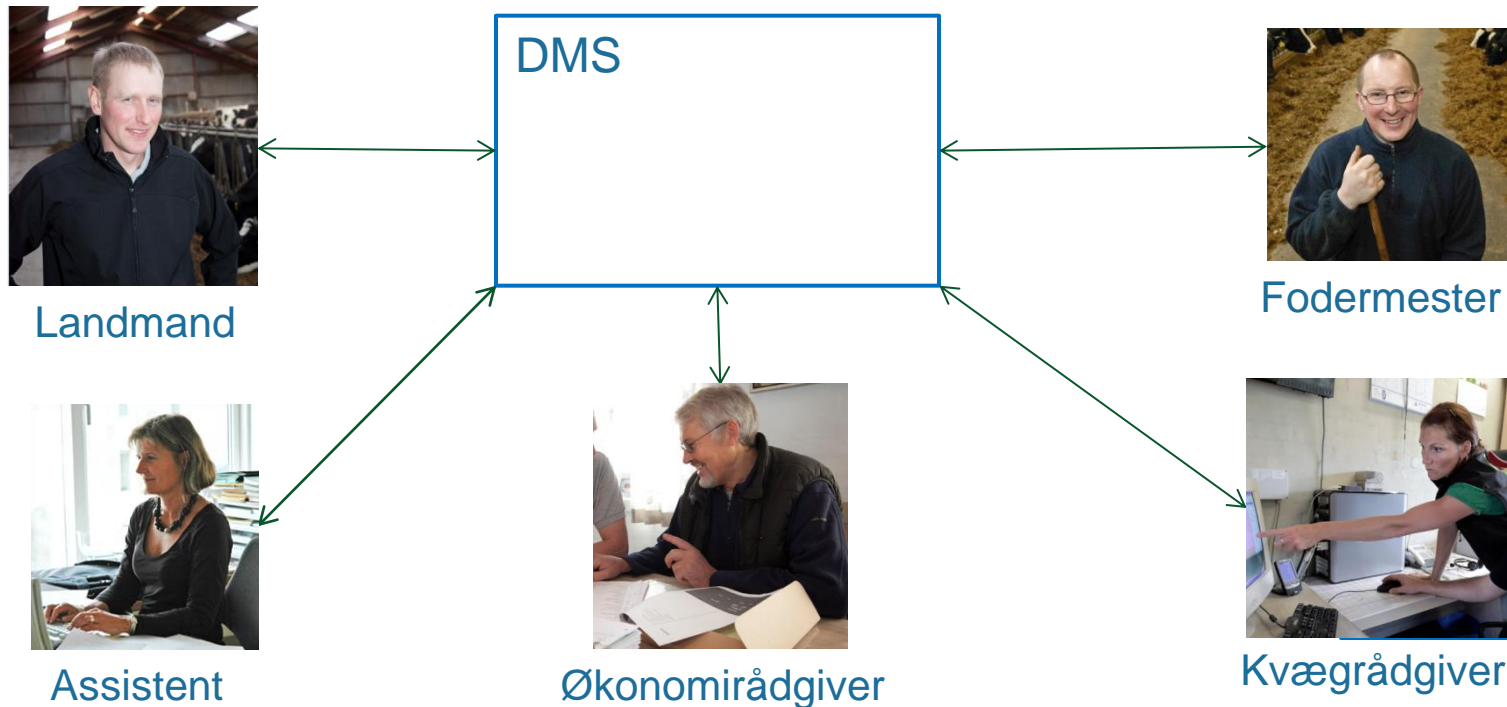 DMS
Landmand
Fodermester
Assistent
Økonomirådgiver
Kvægrådgiver